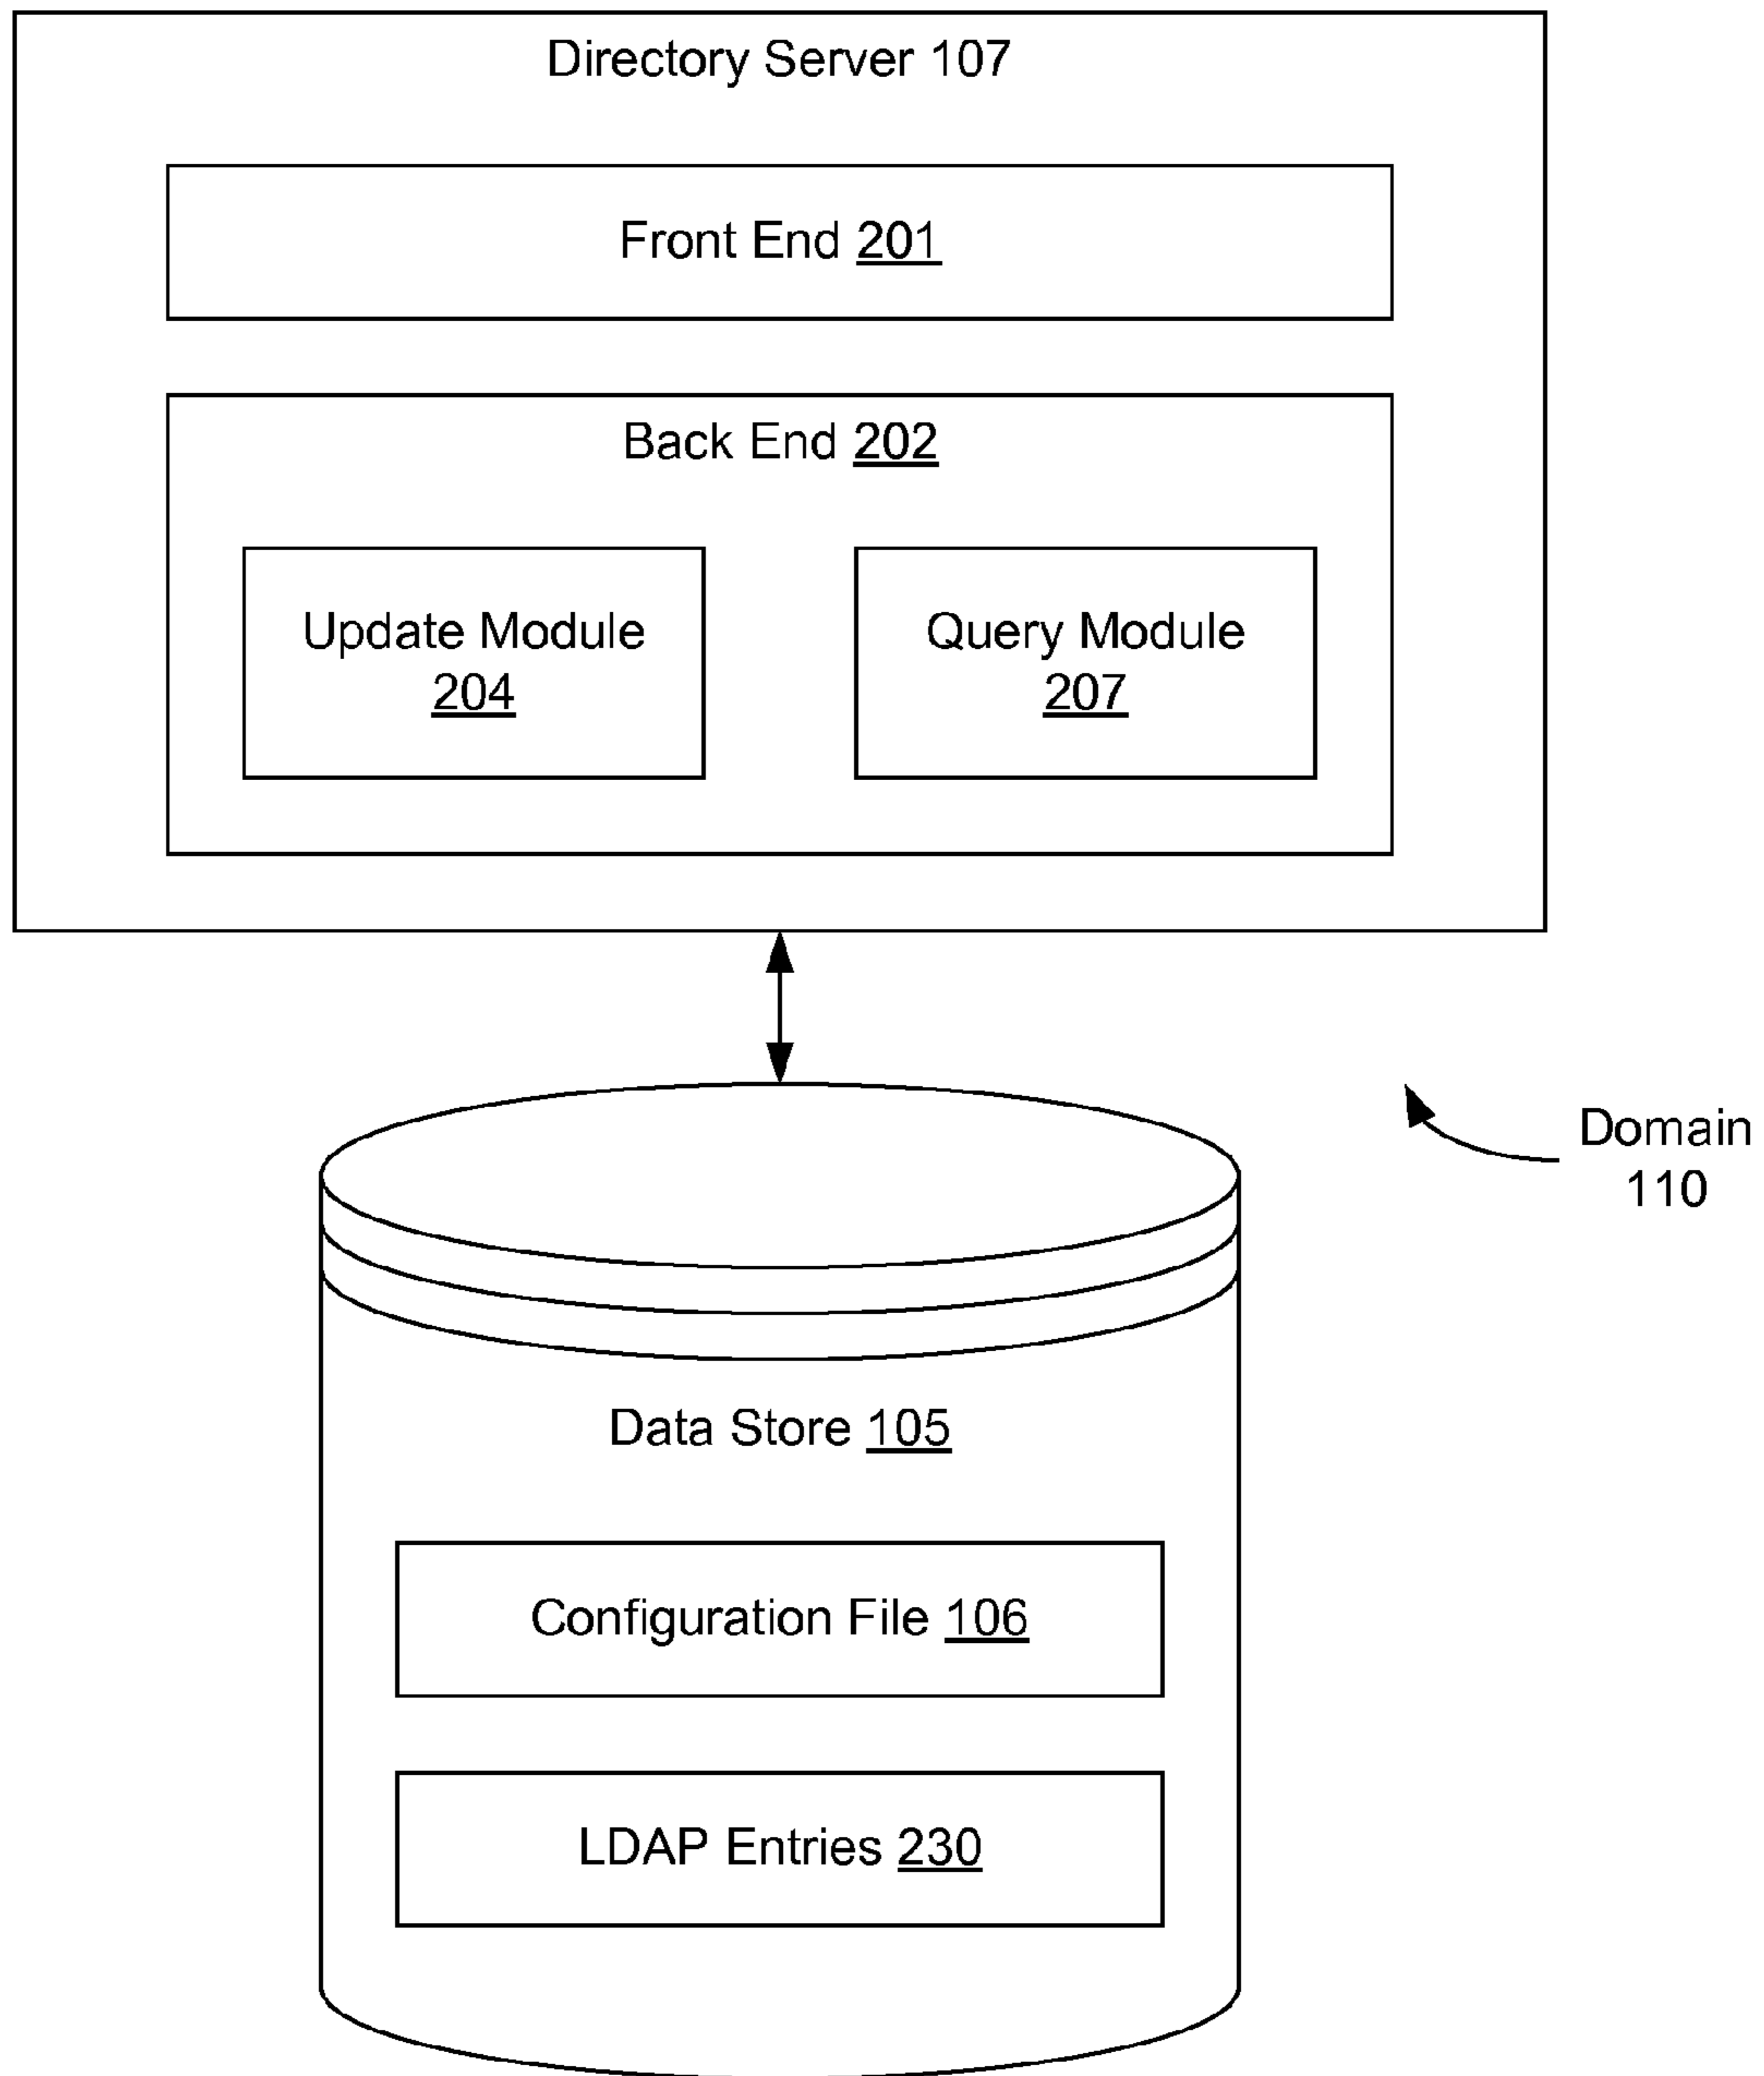 Directory Server 107
Front End 201
Back End 202
Update Module
204
Query Module
207
Domain
110
Data Store 105
Configuration File 106
LDAP Entries 230